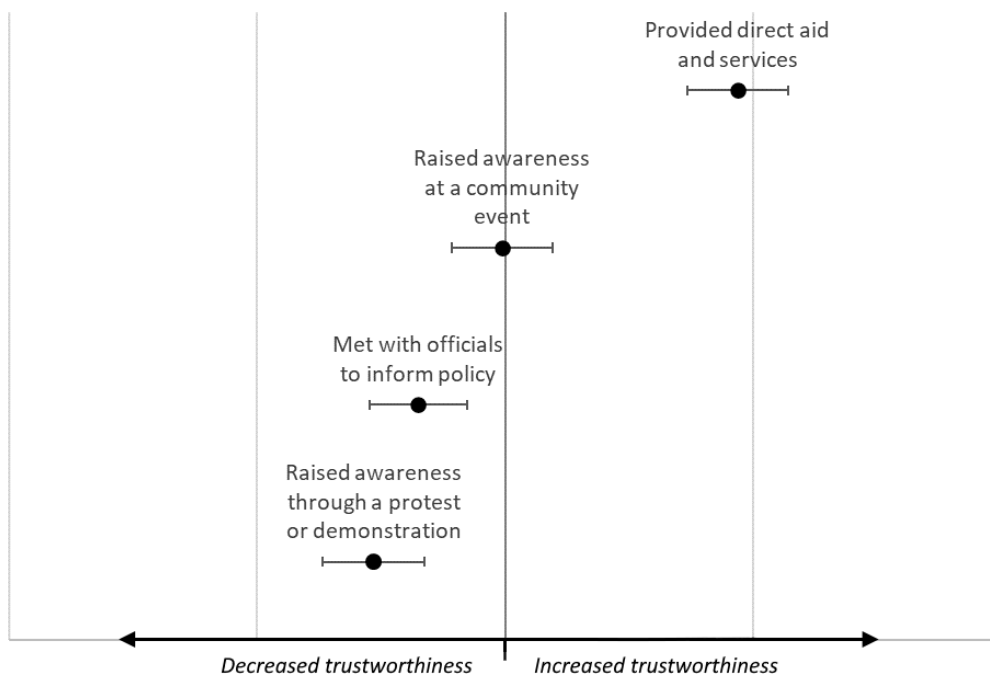 Provided direct aid
and services
Raised awareness
at a community
event
Met with officials
to inform policy
Raised awareness
through a protest
or demonstration
Decreased trustworthiness
Increased trustworthiness